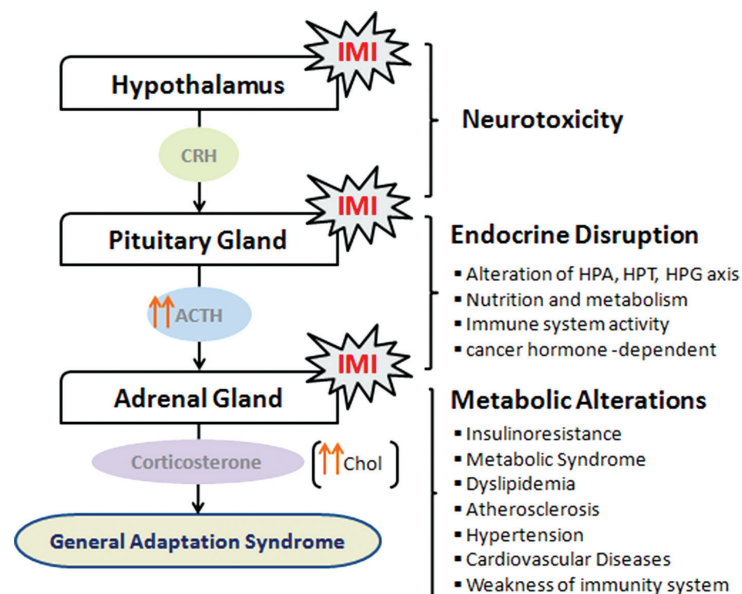 IMI
Hypothalamus
CRH
Neurotoxicity
IMI
Pituitary Gland
ACTH
Endocrine Disruption
▪ Alteration of HPA, HPT, HPG axis
▪ Nutrition and metabolism
▪ Immune system activity
▪ cancer hormone -dependent
IMI
Adrenal Gland
Corticosterone
Chol
General Adaptation Syndrome
Metabolic Alterations
▪ Insulinoresistance
▪ Metabolic Syndrome
▪ Dyslipidemia
▪ Atherosclerosis
▪ Hypertension
▪ Cardiovascular Diseases
▪ Weakness of immunity system